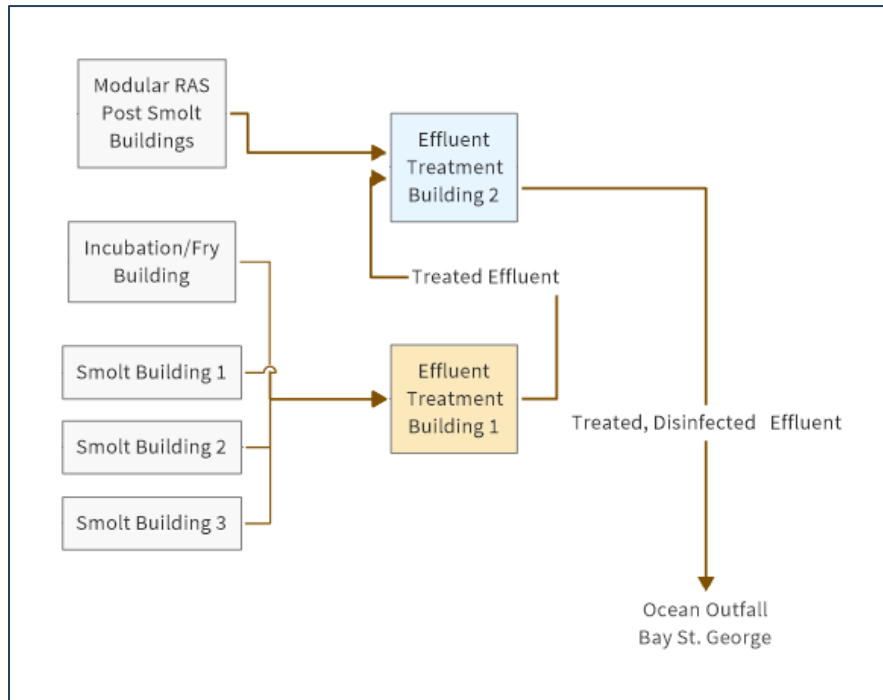 Modular RAS
Post Smolt
Buildings
Effluent
Treatment
Building 2
Incubation/Fry
Building
Treated Effluent
Smolt Building 1
Effluent
Treatment
Building 1
Smolt Building 2
Treated, Disinfected Effluent
Smolt Building 3
Ocean Outfall
Bay St. George